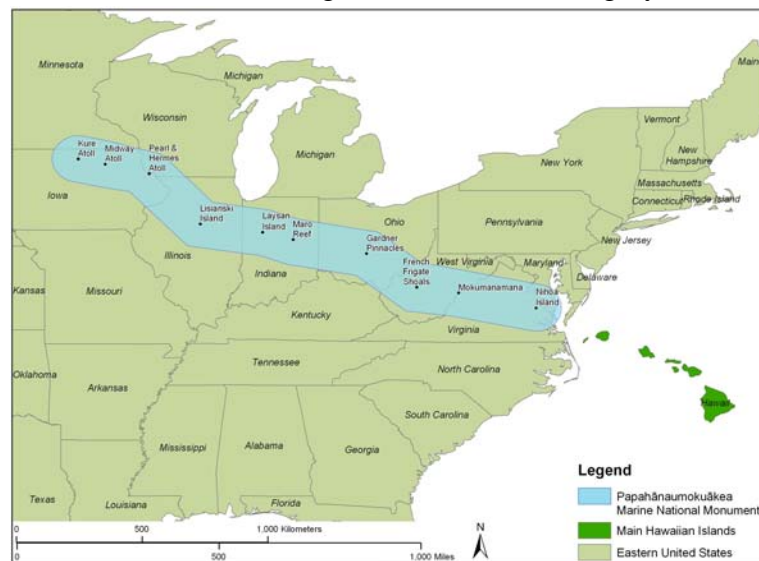 Minnesota
Michigan
Maine
Wisconsin
Vermont
New
Hampshire
Michigan
New York
Massachusetts
Connecticut
Rhode Island
Kure
Atoll
Midway
Atoll
Pearl &
Hermes
Atoll
Iowa
Lisianski
Island
Laysan
Island
Maro
Reef
Ohio
Pennsylvania
New Jersey
Gardner
Pinnacles
Illinois
Indiana
French
Frigate
Shoals
West Virginia
Maryland
Delaware
Mokumanamana
Nihoa
Island
Kansas
Missouri
Kentucky
Virginia
Tennessee
North Carolina
Oklahoma
Arkansas
South Carolina
Hawaii
Mississippi
Alabama
Georgia
Texas
Louisiana
Florida
Legend
Papahānaumokuākea
Marine National Monument
Main Hawaiian Islands
Eastern United States
0 500 1,000 Kilometers
0 500 1,000 Miles
N